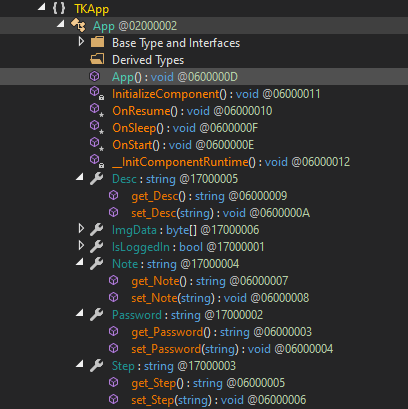 { } TKApp
App @02000002
Base Type and Interfaces
Derived Types
App() : void @0600000D
InitializeComponent() : void @06000011
OnResume() : void @06000010
OnSleep() : void @0600000F
OnStart() : void @0600000E
__InitComponentRuntime() : void @06000012
Desc : string @17000005
get_Desc() : string @06000009
set_Desc(string) : void @0600000A
ImgData : byte[] @17000006
IsLoggedIn : bool @17000001
Note : string @17000004
get_Note() : string @06000007
set_Note(string) : void @06000008
Password : string @17000002
get_Password() : string @06000003
set_Password(string) : void @06000004
Step : string @17000003
get_Step() : string @06000005
set_Step(string) : void @06000006